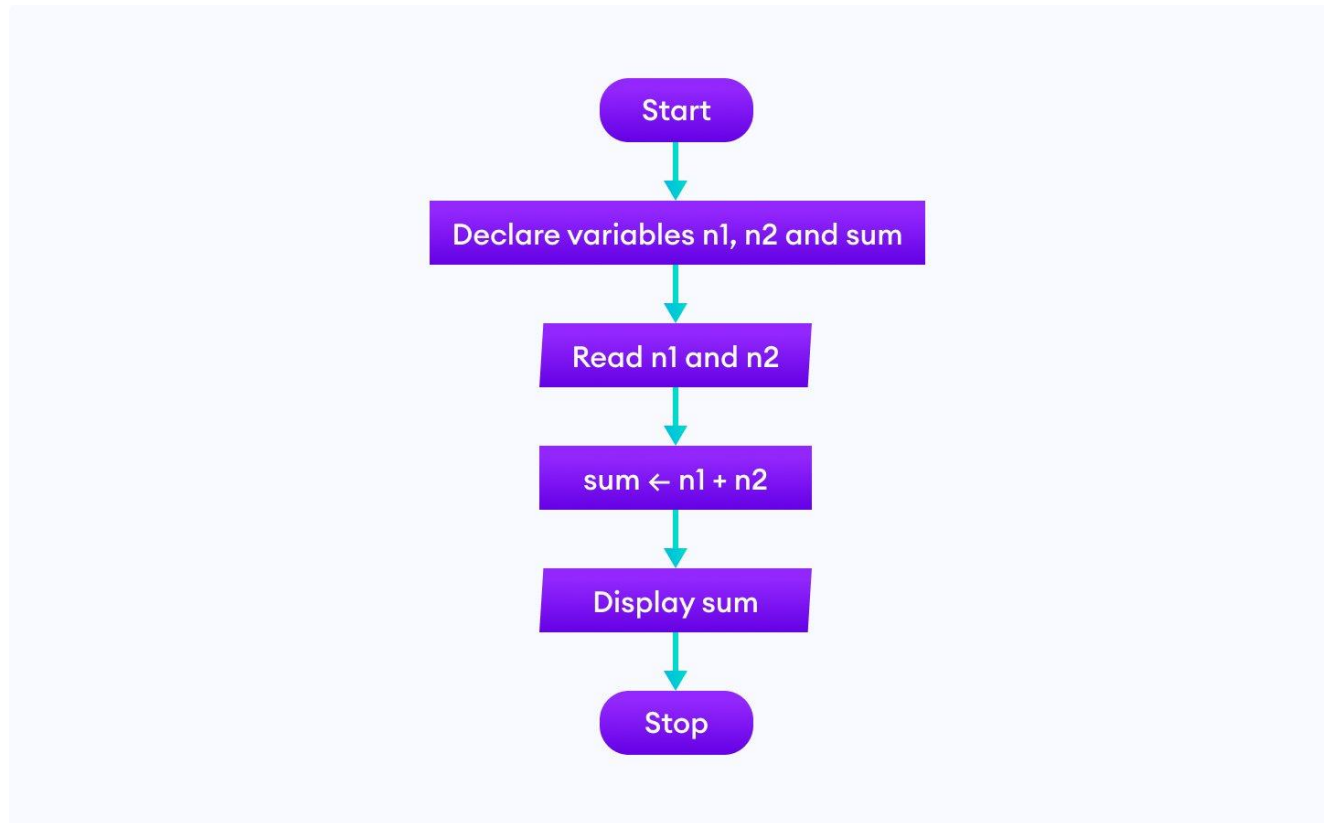 Start
Declare variables n1, n2 and sum
Read n1 and n2
sum ← n1 + n2
Display sum
Stop